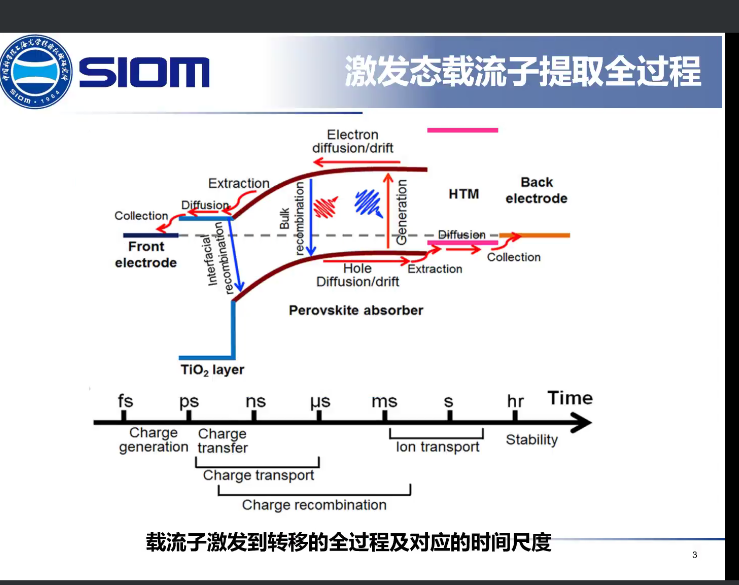 SIOM
激发态载流子提取全过程
Electron
diffusion/drift
Extraction
Diffusion
Collection
Front
electrode
Interfacial
recombination
Bulk
recombination
Generation
HTM
Back
electrode
Diffusion
Collection
Extraction
Hole
Diffusion/drift
Perovskite absorber
TiO₂ layer
fs ps ns μs ms s hr Time
Charge
generation
Charge
transfer
Charge transport
Charge recombination
Ion transport
Stability
载流子激发到转移的全过程及对应的时间尺度
3